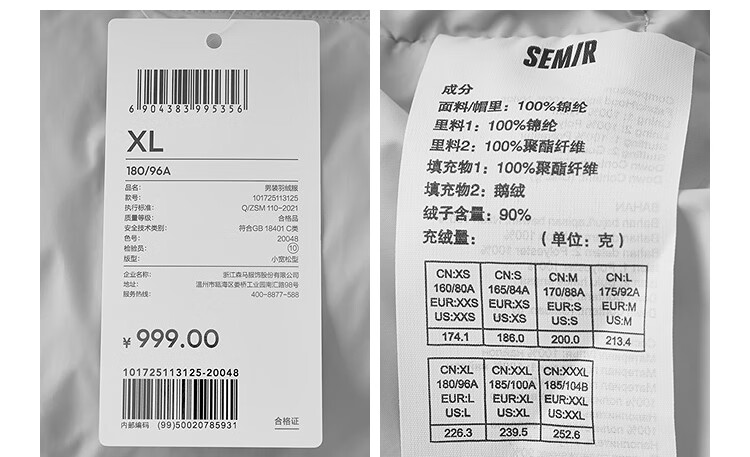 6 904383 995356
XL
180/96A
品名: 男装羽绒服
款号: 101725113125
执行标准: Q/ZSM 110-2021
质量等级: 合格品
安全技术类别: 符合GB 18401 C类
色号: 20048
检验员: 10
版型: 小宽松型
企业名称: 浙江森马服饰股份有限公司
地址: 温州市瓯海区娄桥工业园南汇路98号
服务热线: 400-8877-588
¥ 999.00
101725113125-20048
内部编码 (99)50020785931
合格证
SEMIR
成分
面料/帽里: 100%锦纶
里料1: 100%锦纶
里料2: 100%聚酯纤维
填充物1: 100%聚酯纤维
填充物2: 鹅绒
绒子含量: 90%
充绒量: (单位: 克)
CN:XS CN:S CN:M CN:L
160/80A 165/84A 170/88A 175/92A
EUR:XXS EUR:XS EUR:S EUR:M
US:XXS US:XS US:S US:M
174.1 186.0 200.0 213.4
CN:XL CN:XXL CN:XXXL
180/96A 185/100A 185/104B
EUR:L EUR:XL EUR:XXL
US:L US:XL US:XXL
226.3 239.5 252.6